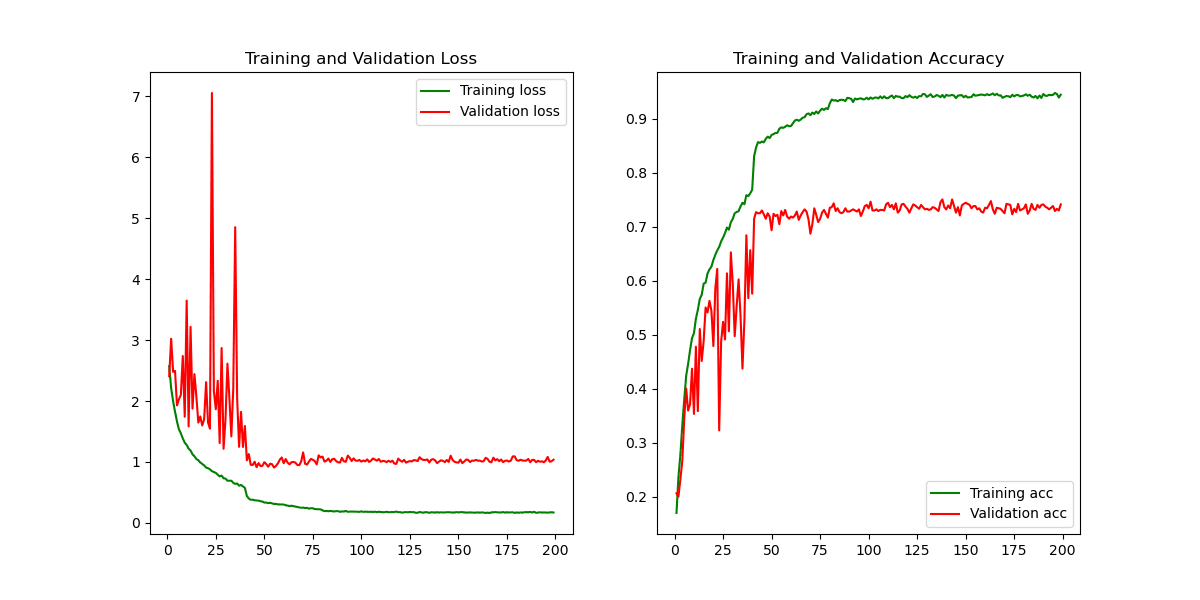 Training and Validation Loss
7
6
5
4
3
2
1
0
0 25 50 75 100 125 150 175 200
Training loss
Validation loss
Training and Validation Accuracy
0.9
0.8
0.7
0.6
0.5
0.4
0.3
0.2
0 25 50 75 100 125 150 175 200
Training acc
Validation acc